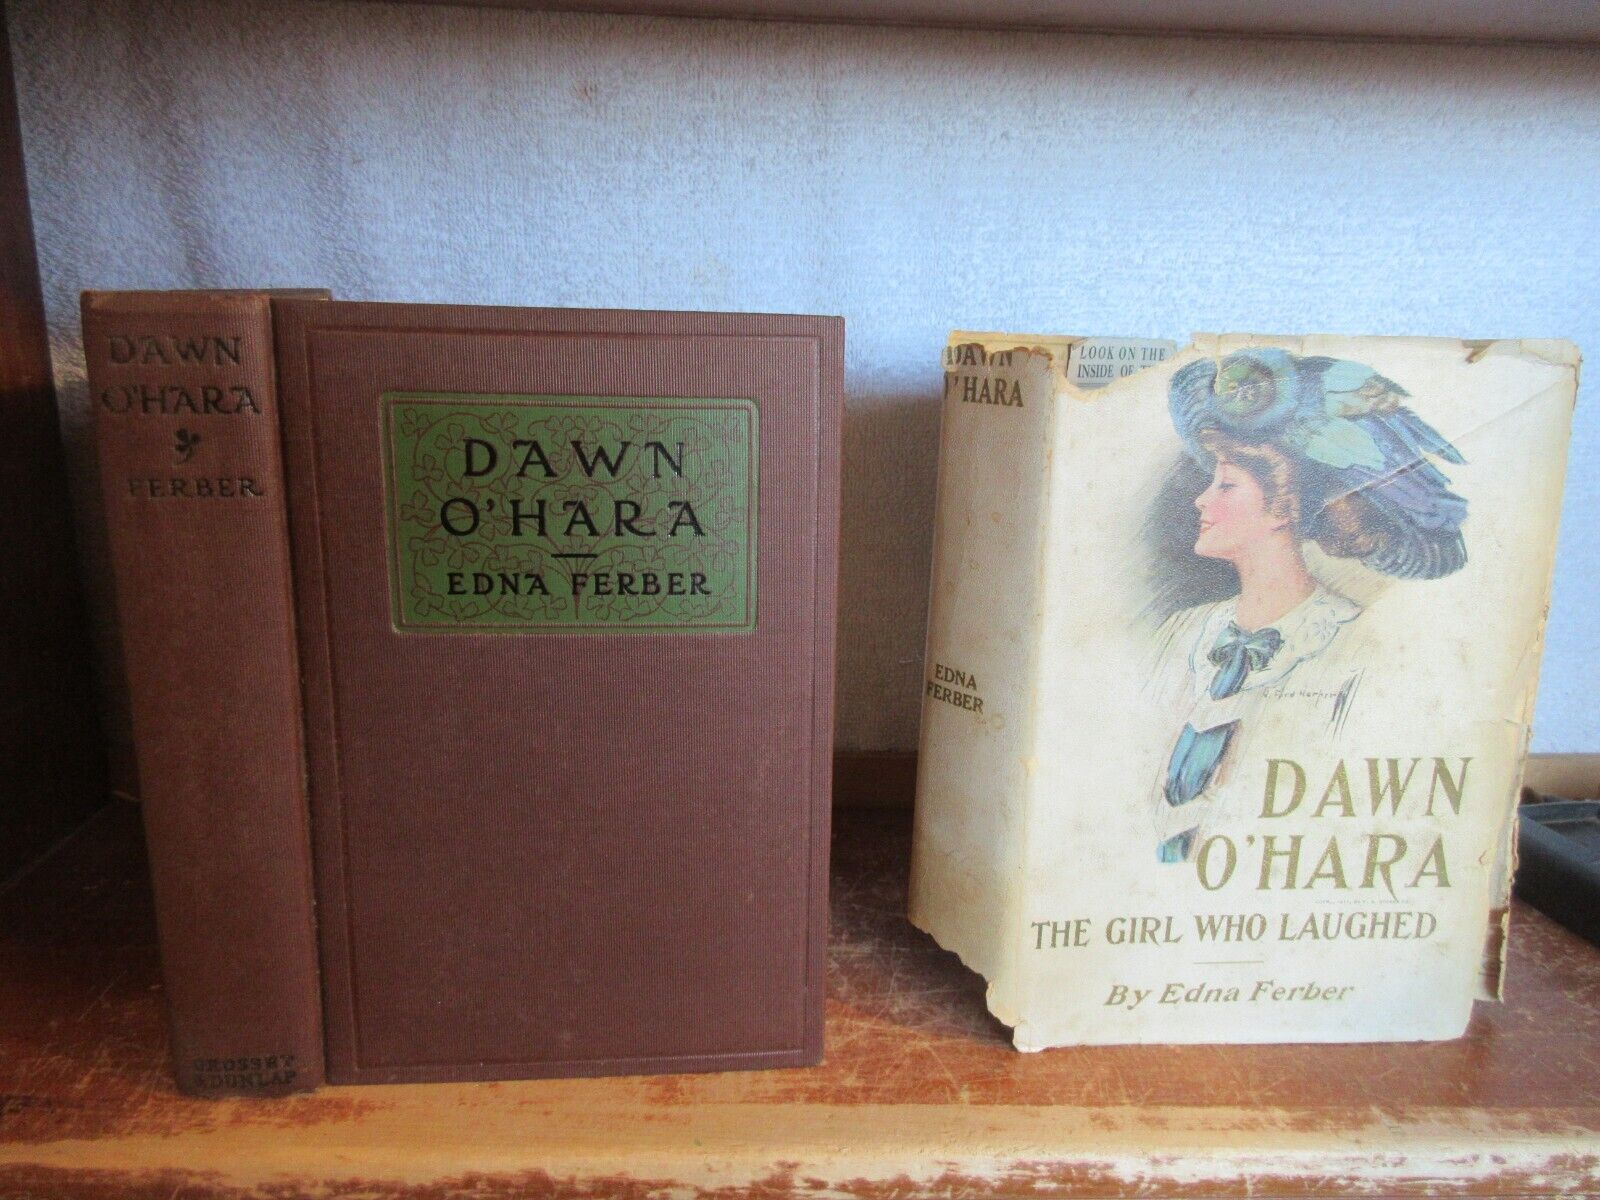 DAWN
O'HARA
FERBER
GROSSET
& DUNLAP
DAWN
O'HARA
EDNA FERBER
DAWN
O'HARA
EDNA
FERBER
LOOK ON THE
INSIDE OF
DAWN
O'HARA
THE GIRL WHO LAUGHED
By Edna Ferber